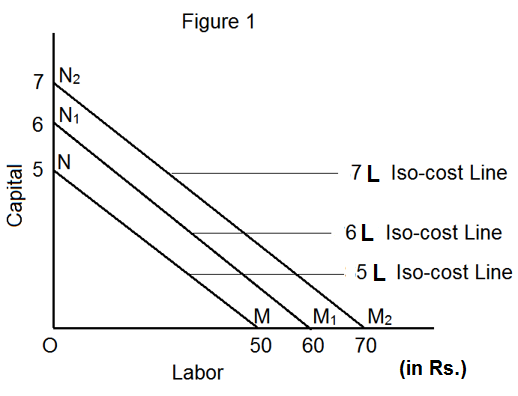 Figure 1
7 N₂
6 N₁
5 N
Capital
7 L Iso-cost Line
6 L Iso-cost Line
5 L Iso-cost Line
M M₁ M₂
O 50 60 70
Labor
(in Rs.)